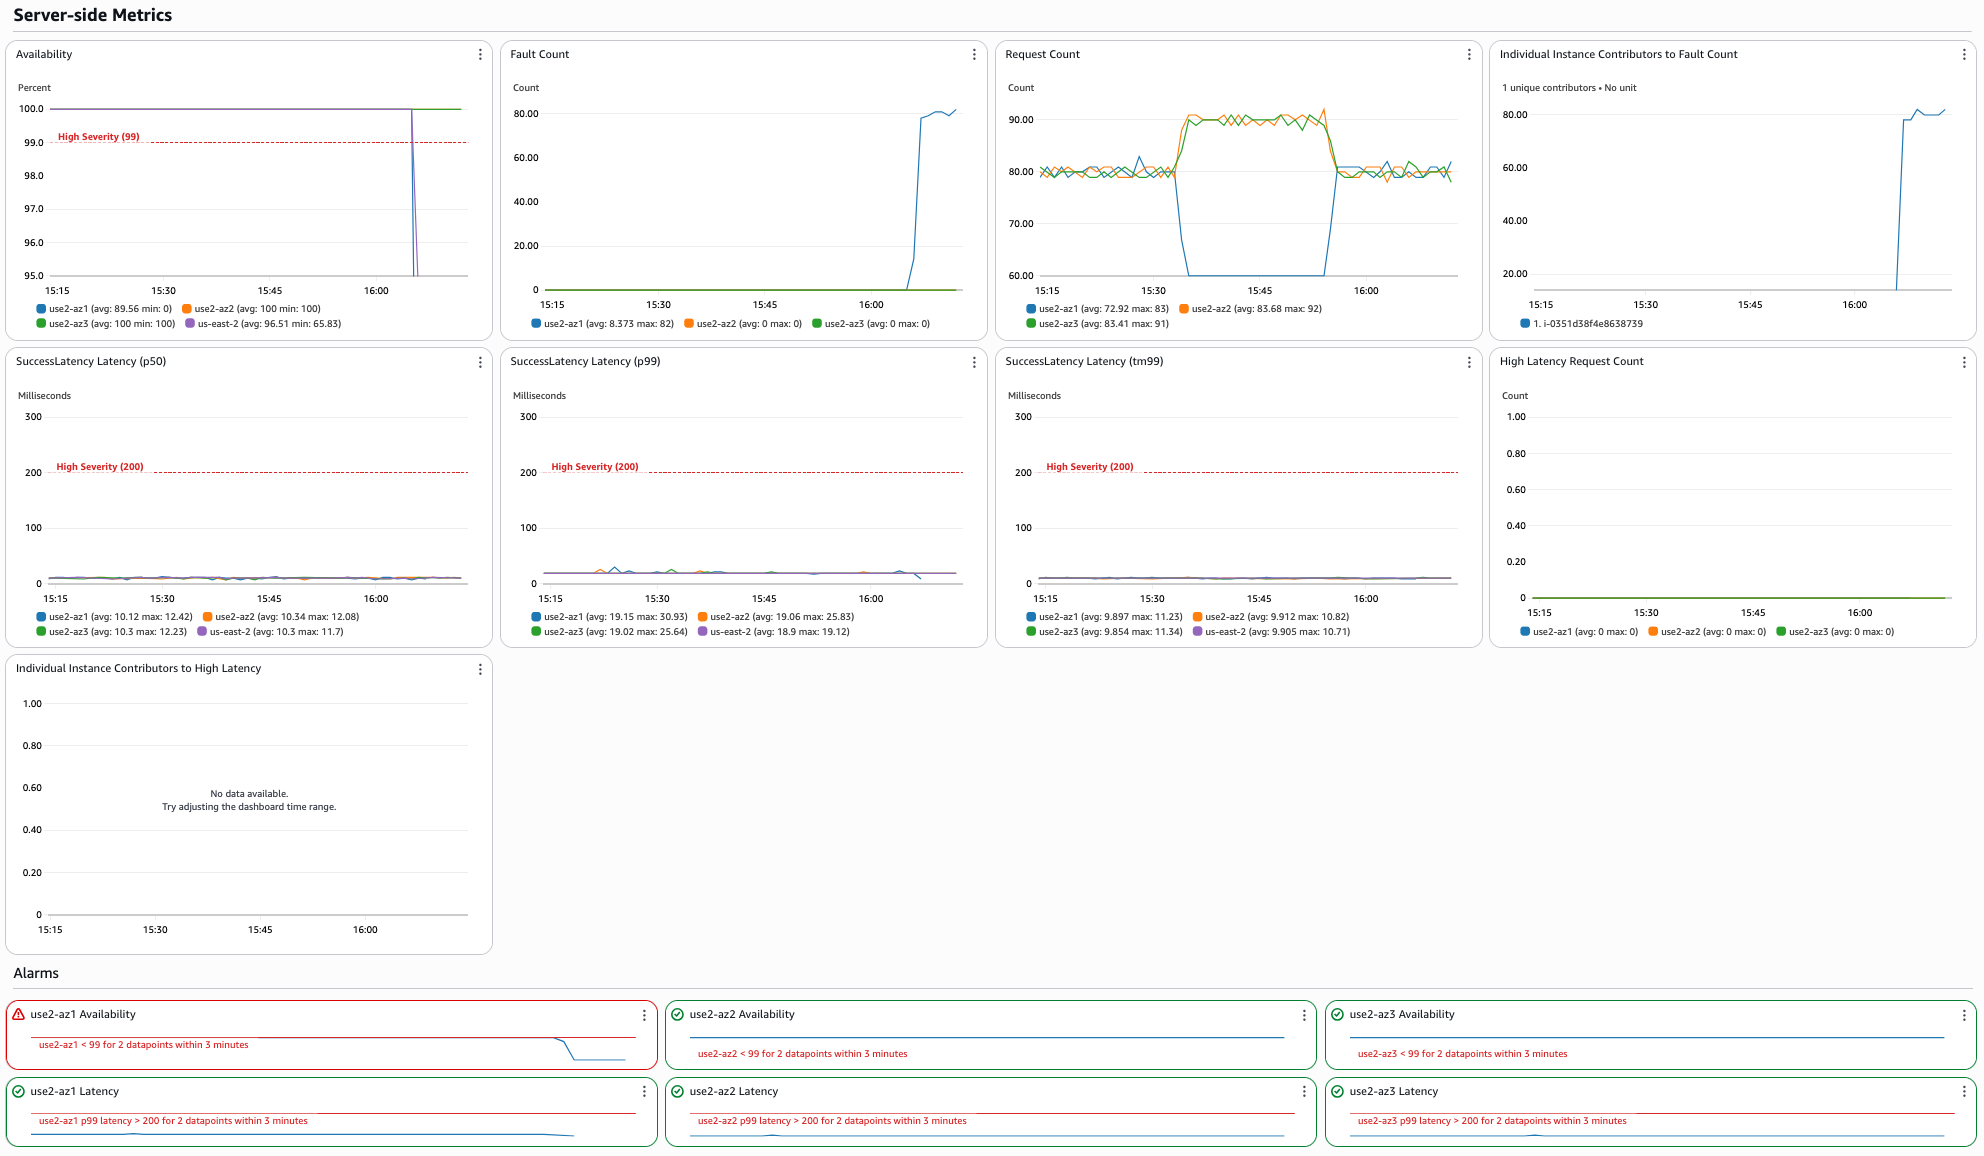 Server-side Metrics
Availability
Percent
100.0
99.0
98.0
97.0
96.0
95.0
High Severity (99)
15:15 15:30 15:45 16:00
use2-az1 (avg: 89.56 min: 0) use2-az2 (avg: 100 min: 100)
use2-az3 (avg: 100 min: 100) us-east-2 (avg: 96.51 min: 65.83)
Fault Count
Count
80.00
60.00
40.00
20.00
0
15:15 15:30 15:45 16:00
use2-az1 (avg: 8.373 max: 82) use2-az2 (avg: 0 max: 0) use2-az3 (avg: 0 max: 0)
Request Count
Count
90.00
80.00
70.00
60.00
15:15 15:30 15:45 16:00
use2-az1 (avg: 72.92 max: 83) use2-az2 (avg: 83.68 max: 92)
use2-az3 (avg: 83.41 max: 91)
Individual Instance Contributors to Fault Count
1 unique contributors • No unit
80.00
60.00
40.00
20.00
15:15 15:30 15:45 16:00
1. i-0351d38f4e8638739
SuccessLatency Latency (p50)
Milliseconds
300
200
100
0
High Severity (200)
15:15 15:30 15:45 16:00
use2-az1 (avg: 10.12 max: 12.42) use2-az2 (avg: 10.34 max: 12.08)
use2-az3 (avg: 10.3 max: 12.23) us-east-2 (avg: 10.3 max: 11.7)
SuccessLatency Latency (p99)
Milliseconds
300
200
100
0
High Severity (200)
15:15 15:30 15:45 16:00
use2-az1 (avg: 19.15 max: 30.93) use2-az2 (avg: 19.06 max: 25.83)
use2-az3 (avg: 19.02 max: 25.64) us-east-2 (avg: 18.9 max: 19.12)
SuccessLatency Latency (tm99)
Milliseconds
300
200
100
0
High Severity (200)
15:15 15:30 15:45 16:00
use2-az1 (avg: 9.897 max: 11.23) use2-az2 (avg: 9.912 max: 10.82)
use2-az3 (avg: 9.854 max: 11.34) us-east-2 (avg: 9.905 max: 10.71)
High Latency Request Count
Count
1.00
0.80
0.60
0.40
0.20
0
15:15 15:30 15:45 16:00
use2-az1 (avg: 0 max: 0) use2-az2 (avg: 0 max: 0) use2-az3 (avg: 0 max: 0)
Individual Instance Contributors to High Latency
1.00
0.80
0.60
0.40
0.20
0
No data available.
Try adjusting the dashboard time range.
15:15 15:30 15:45 16:00
Alarms
use2-az1 Availability
use2-az1 < 99 for 2 datapoints within 3 minutes
use2-az2 Availability
use2-az2 < 99 for 2 datapoints within 3 minutes
use2-az3 Availability
use2-az3 < 99 for 2 datapoints within 3 minutes
use2-az1 Latency
use2-az1 p99 latency > 200 for 2 datapoints within 3 minutes
use2-az2 Latency
use2-az2 p99 latency > 200 for 2 datapoints within 3 minutes
use2-az3 Latency
use2-az3 p99 latency > 200 for 2 datapoints within 3 minutes